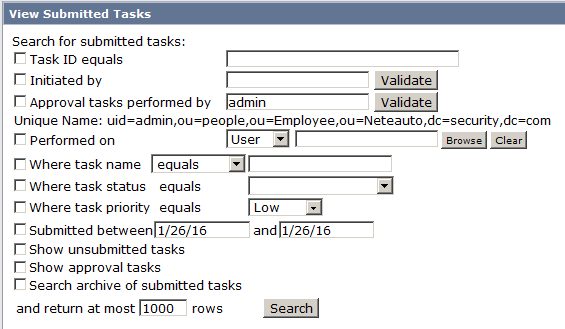 View Submitted Tasks
Search for submitted tasks:
Task ID equals
Initiated by Validate
Approval tasks performed by admin Validate
Unique Name: uid=admin,ou=people,ou=Employee,ou=Neteauto,dc=security,dc=com
Performed on User Browse Clear
Where task name equals
Where task status equals
Where task priority equals Low
Submitted between 1/26/16 and 1/26/16
Show unsubmitted tasks
Show approval tasks
Search archive of submitted tasks
and return at most 1000 rows Search